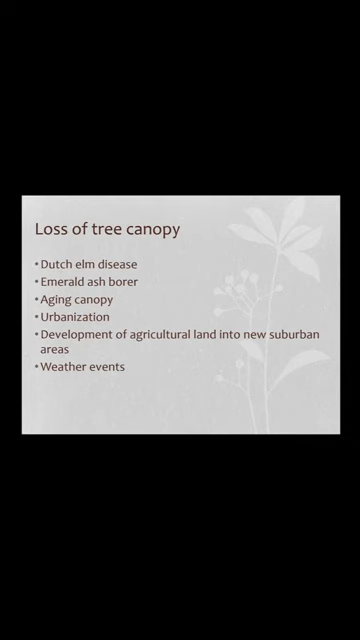 Loss of tree canopy
• Dutch elm disease
• Emerald ash borer
• Aging canopy
• Urbanization
• Development of agricultural land into new suburban
areas
• Weather events